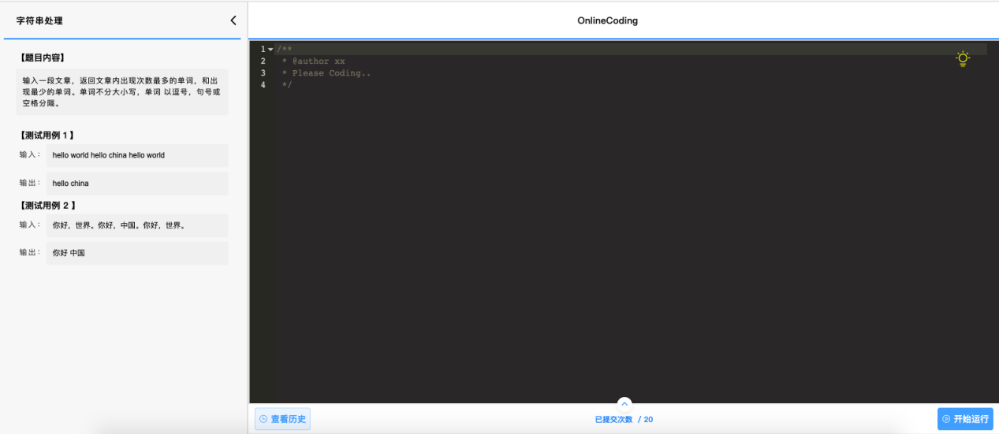 字符串处理
OnlineCoding
【题目内容】
输入一段文章，返回文章内出现次数最多的单词，和出
现最少的单词。单词不分大小写，单词 以逗号，句号或
空格分隔。
【测试用例 1 】
输入： hello world hello china hello world
输出： hello china
【测试用例 2 】
输入： 你好，世界。你好，中国。你好，世界。
输出： 你好 中国
1 /**
2 * @author xx
3 * Please Coding..
4 */
查看历史
已提交次数 / 20
开始运行